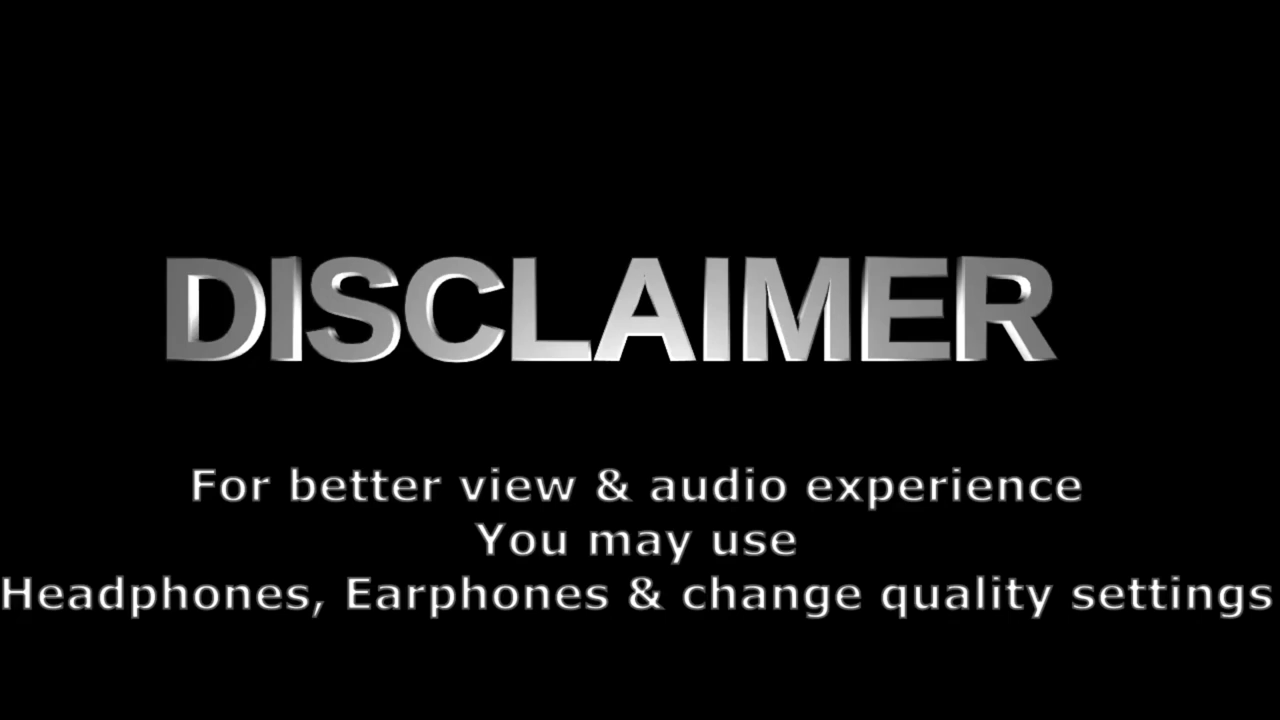 DISCLAIMER
For better view & audio experience
You may use
Headphones, Earphones & change quality settings